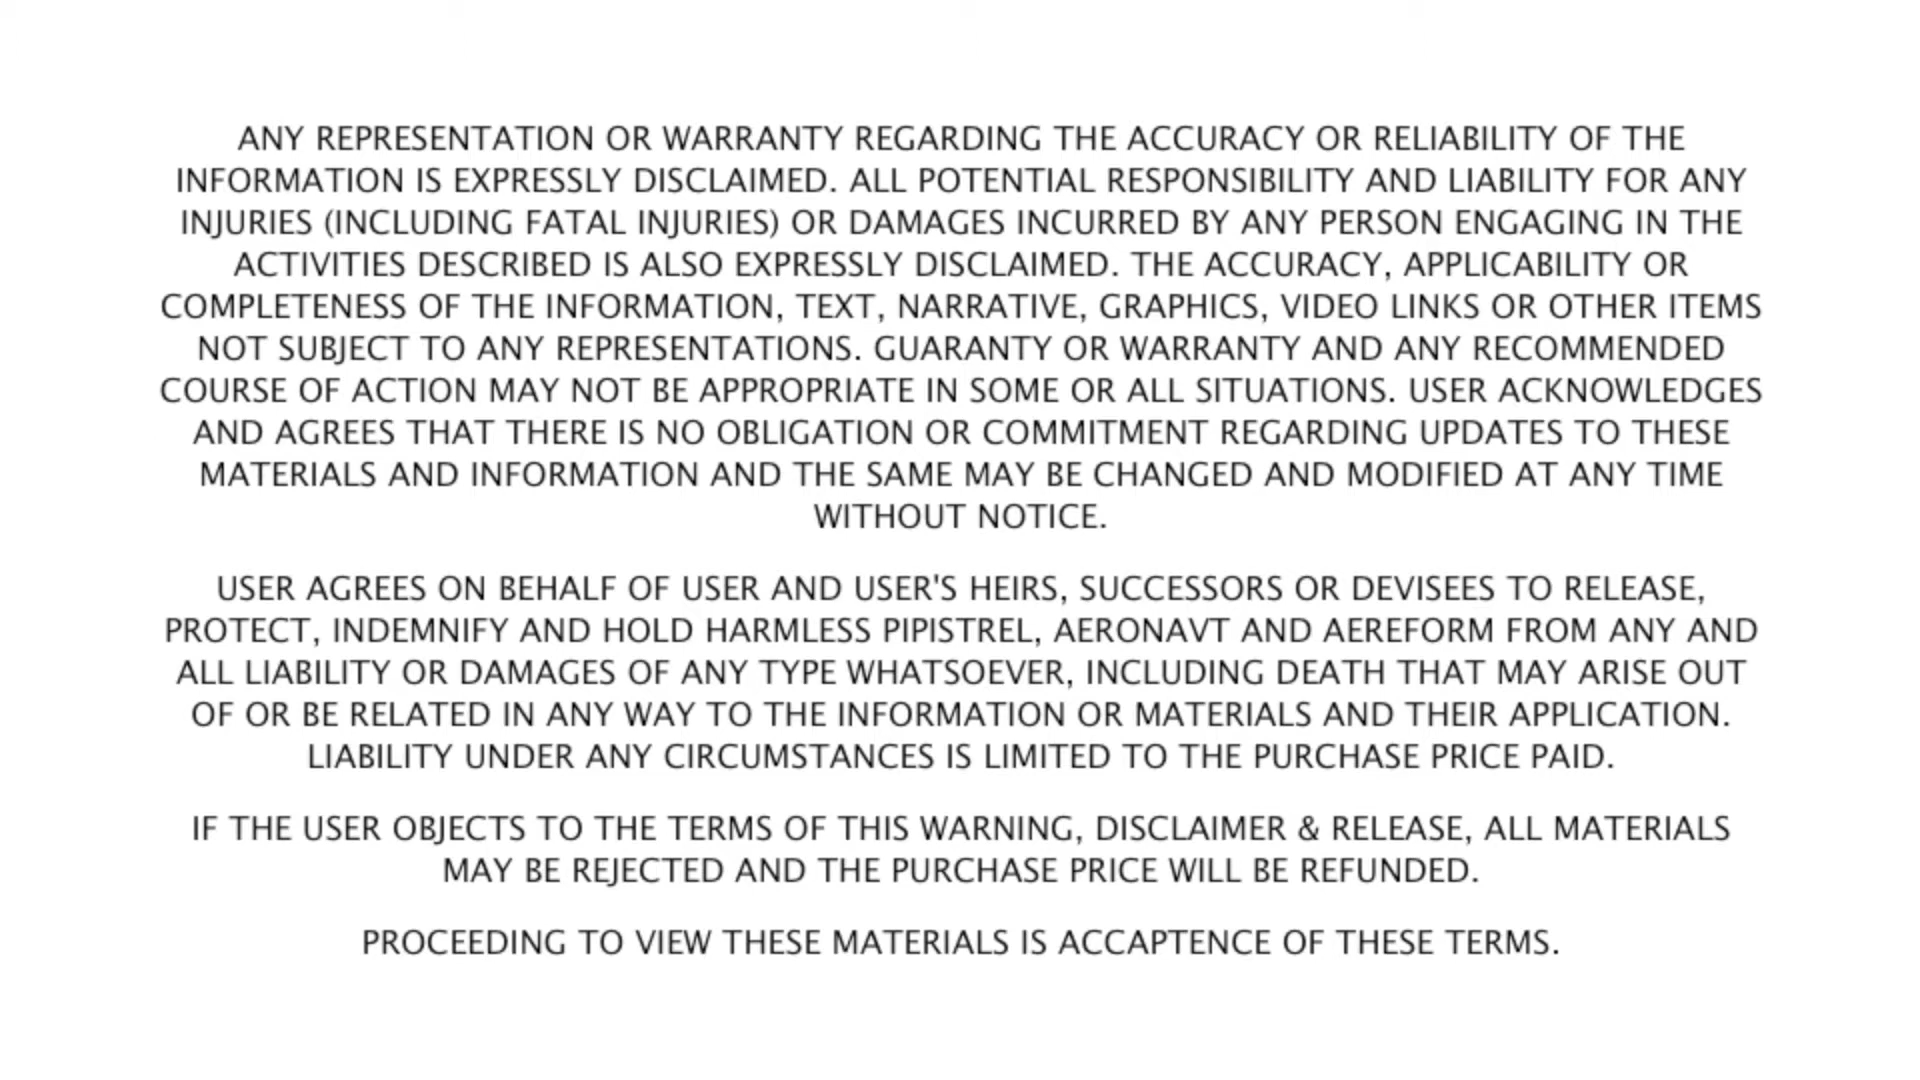 ANY REPRESENTATION OR WARRANTY REGARDING THE ACCURACY OR RELIABILITY OF THE
INFORMATION IS EXPRESSLY DISCLAIMED. ALL POTENTIAL RESPONSIBILITY AND LIABILITY FOR ANY
INJURIES (INCLUDING FATAL INJURIES) OR DAMAGES INCURRED BY ANY PERSON ENGAGING IN THE
ACTIVITIES DESCRIBED IS ALSO EXPRESSLY DISCLAIMED. THE ACCURACY, APPLICABILITY OR
COMPLETENESS OF THE INFORMATION, TEXT, NARRATIVE, GRAPHICS, VIDEO LINKS OR OTHER ITEMS
NOT SUBJECT TO ANY REPRESENTATIONS. GUARANTY OR WARRANTY AND ANY RECOMMENDED
COURSE OF ACTION MAY NOT BE APPROPRIATE IN SOME OR ALL SITUATIONS. USER ACKNOWLEDGES
AND AGREES THAT THERE IS NO OBLIGATION OR COMMITMENT REGARDING UPDATES TO THESE
MATERIALS AND INFORMATION AND THE SAME MAY BE CHANGED AND MODIFIED AT ANY TIME
WITHOUT NOTICE.
USER AGREES ON BEHALF OF USER AND USER'S HEIRS, SUCCESSORS OR DEVISEES TO RELEASE,
PROTECT, INDEMNIFY AND HOLD HARMLESS PIPISTREL, AERONAVT AND AEREFORM FROM ANY AND
ALL LIABILITY OR DAMAGES OF ANY TYPE WHATSOEVER, INCLUDING DEATH THAT MAY ARISE OUT
OF OR BE RELATED IN ANY WAY TO THE INFORMATION OR MATERIALS AND THEIR APPLICATION.
LIABILITY UNDER ANY CIRCUMSTANCES IS LIMITED TO THE PURCHASE PRICE PAID.
IF THE USER OBJECTS TO THE TERMS OF THIS WARNING, DISCLAIMER & RELEASE, ALL MATERIALS
MAY BE REJECTED AND THE PURCHASE PRICE WILL BE REFUNDED.
PROCEEDING TO VIEW THESE MATERIALS IS ACCAPTENCE OF THESE TERMS.